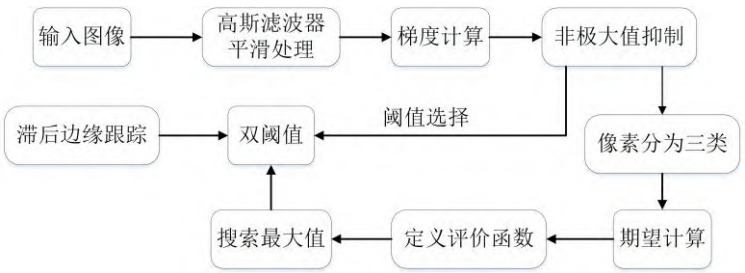 输入图像
高斯滤波器
平滑处理
梯度计算
非极大值抑制
滞后边缘跟踪
双阈值
阈值选择
像素分为三类
搜索最大值
定义评价函数
期望计算